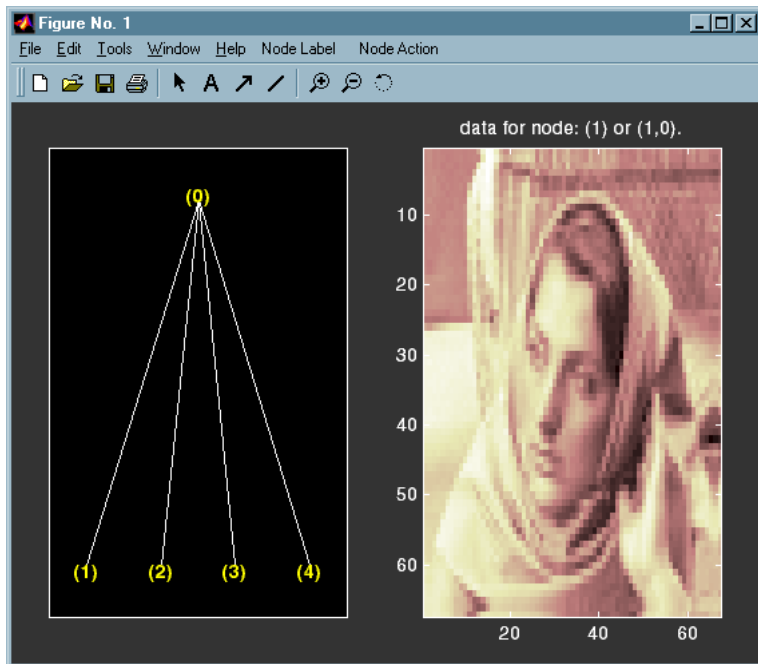 Figure No. 1
File Edit Tools Window Help Node Label Node Action
A
data for node: (1) or (1,0).
(0)
(1) (2) (3) (4)
10
20
30
40
50
60
20 40 60